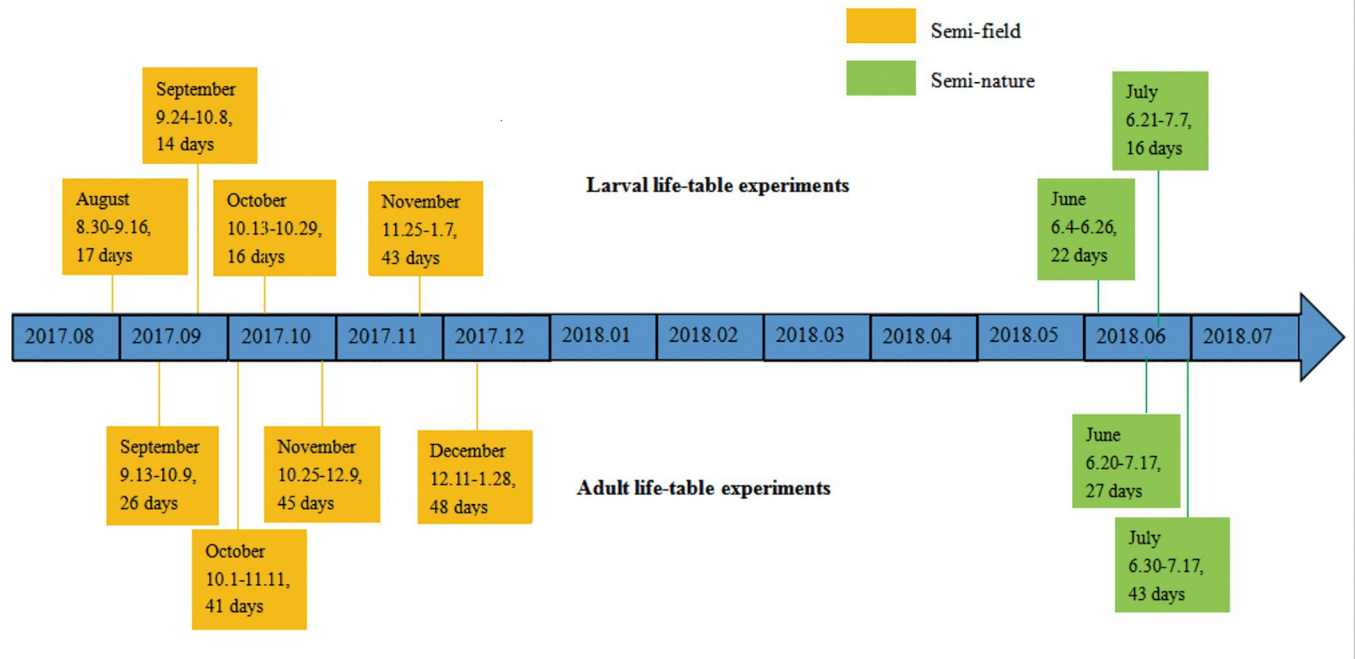 Semi-field
Semi-nature
September
9.24-10.8,
14 days
July
6.21-7.7,
16 days
August
8.30-9.16,
17 days
October
10.13-10.29,
16 days
November
11.25-1.7,
43 days
Larval life-table experiments
June
6.4-6.26,
22 days
2017.08
2017.09
2017.10
2017.11
2017.12
2018.01
2018.02
2018.03
2018.04
2018.05
2018.06
2018.07
September
9.13-10.9,
26 days
November
10.25-12.9,
45 days
December
12.11-1.28,
48 days
Adult life-table experiments
June
6.20-7.17,
27 days
October
10.1-11.11,
41 days
July
6.30-7.17,
43 days